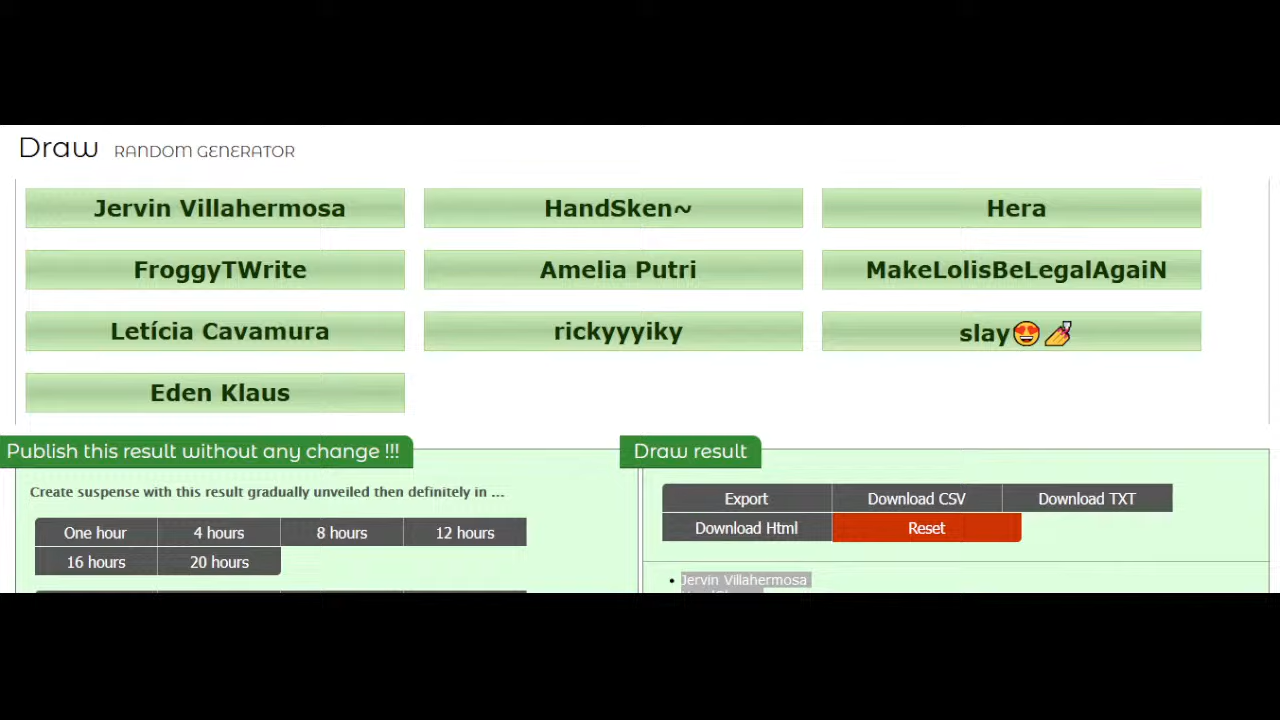 Draw RANDOM GENERATOR
Jervin Villahermosa HandSken~ Hera
FroggyTWrite Amelia Putri MakeLolisBeLegalAgaiN
Letícia Cavamura rickyyyiky slay😍💅
Eden Klaus
Publish this result without any change !!! Draw result
Create suspense with this result gradually unveiled then definitely in ...
Export Download CSV Download TXT
One hour 4 hours 8 hours 12 hours
Download Html Reset
16 hours 20 hours
• Jervin Villahermosa